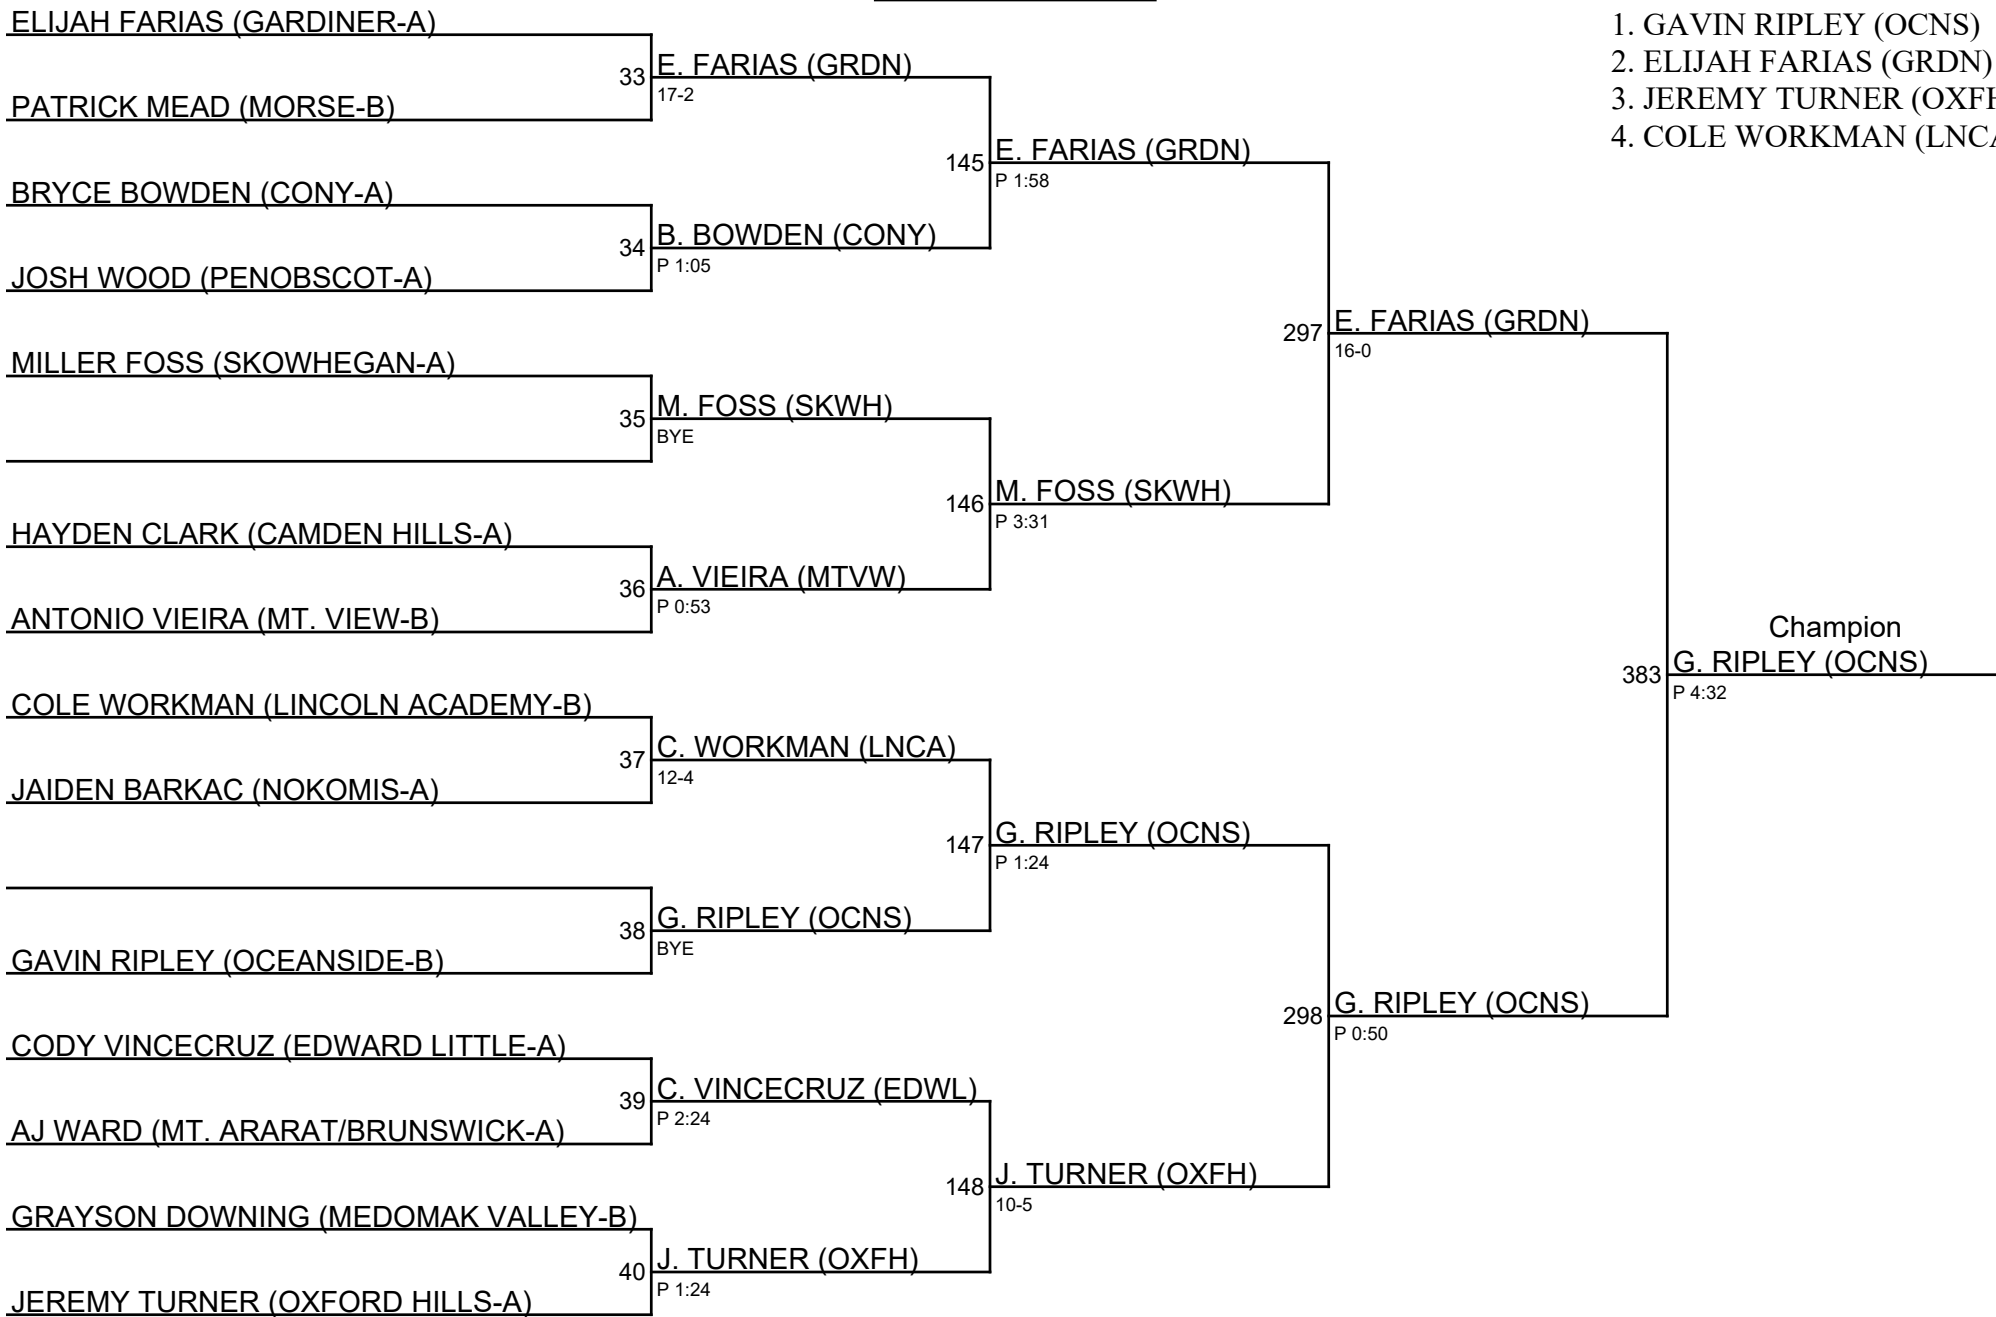 ELIJAH FARIAS (GARDINER-A)
PATRICK MEAD (MORSE-B)
BRYCE BOWDEN (CONY-A)
JOSH WOOD (PENOBSCOT-A)
MILLER FOSS (SKOWHEGAN-A)
HAYDEN CLARK (CAMDEN HILLS-A)
ANTONIO VIEIRA (MT. VIEW-B)
COLE WORKMAN (LINCOLN ACADEMY-B)
JAIDEN BARKAC (NOKOMIS-A)
GAVIN RIPLEY (OCEANSIDE-B)
CODY VINCECRUZ (EDWARD LITTLE-A)
AJ WARD (MT. ARARAT/BRUNSWICK-A)
GRAYSON DOWNING (MEDOMAK VALLEY-B)
JEREMY TURNER (OXFORD HILLS-A)
33 E. FARIAS (GRDN)
17-2
34 B. BOWDEN (CONY)
P 1:05
35 M. FOSS (SKWH)
BYE
36 A. VIEIRA (MTVW)
P 0:53
37 C. WORKMAN (LNCA)
12-4
38 G. RIPLEY (OCNS)
BYE
39 C. VINCECRUZ (EDWL)
P 2:24
40 J. TURNER (OXFH)
P 1:24
145 E. FARIAS (GRDN)
P 1:58
146 M. FOSS (SKWH)
P 3:31
147 G. RIPLEY (OCNS)
P 1:24
148 J. TURNER (OXFH)
10-5
297 E. FARIAS (GRDN)
16-0
298 G. RIPLEY (OCNS)
P 0:50
Champion
383 G. RIPLEY (OCNS)
P 4:32
1. GAVIN RIPLEY (OCNS)
2. ELIJAH FARIAS (GRDN)
3. JEREMY TURNER (OXFH
4. COLE WORKMAN (LNCA